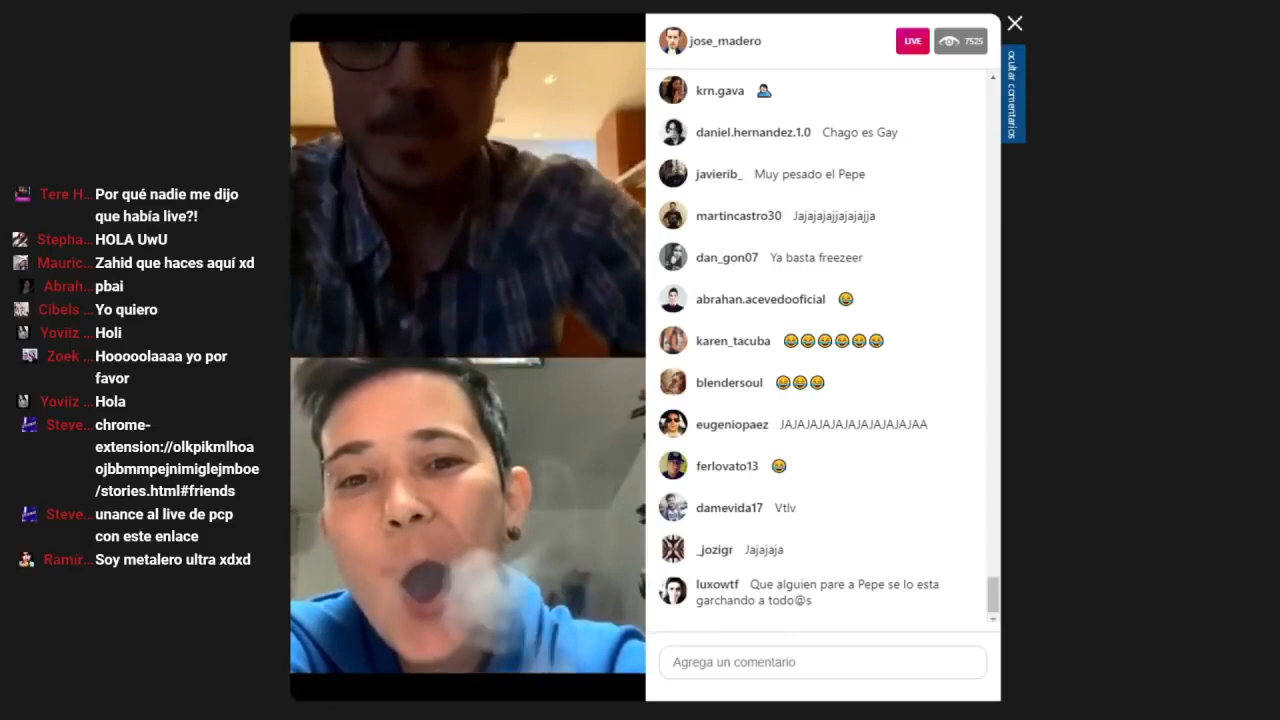 Tere H... Por qué nadie me dijo
que había live?!
Stepha... HOLA UwU
Mauric... Zahid que haces aquí xd
Abrah... pbai
Cibels ... Yo quiero
Yoviiz ... Holi
Zoek ... Hooooolaaaa yo por
favor
Yoviiz ... Hola
Steve... chrome-
extension://olkpikmlhoa
ojbbmmpejnimiglejmboe
/stories.html#friends
Steve... unance al live de pcp
con este enlace
Ramir... Soy metalero ultra xdxd
jose_madero LIVE 7525
krn.gava
daniel.hernandez.1.0 Chago es Gay
javierib_ Muy pesado el Pepe
martincastro30 Jajajajajjajajajja
dan_gon07 Ya basta freezeer
abrahan.acevedooficial 😂
karen_tacuba 😂😂😂😂😂😂
blendersoul 😂😂😂
eugeniopaez JAJAJAJAJAJAJAJAJAJAJAA
ferlovato13 😂
damevida17 Vtlv
_jozigr Jajajaja
luxowtf Que alguien pare a Pepe se lo esta
garchando a todo@s
Agrega un comentario
ocultar comentarios